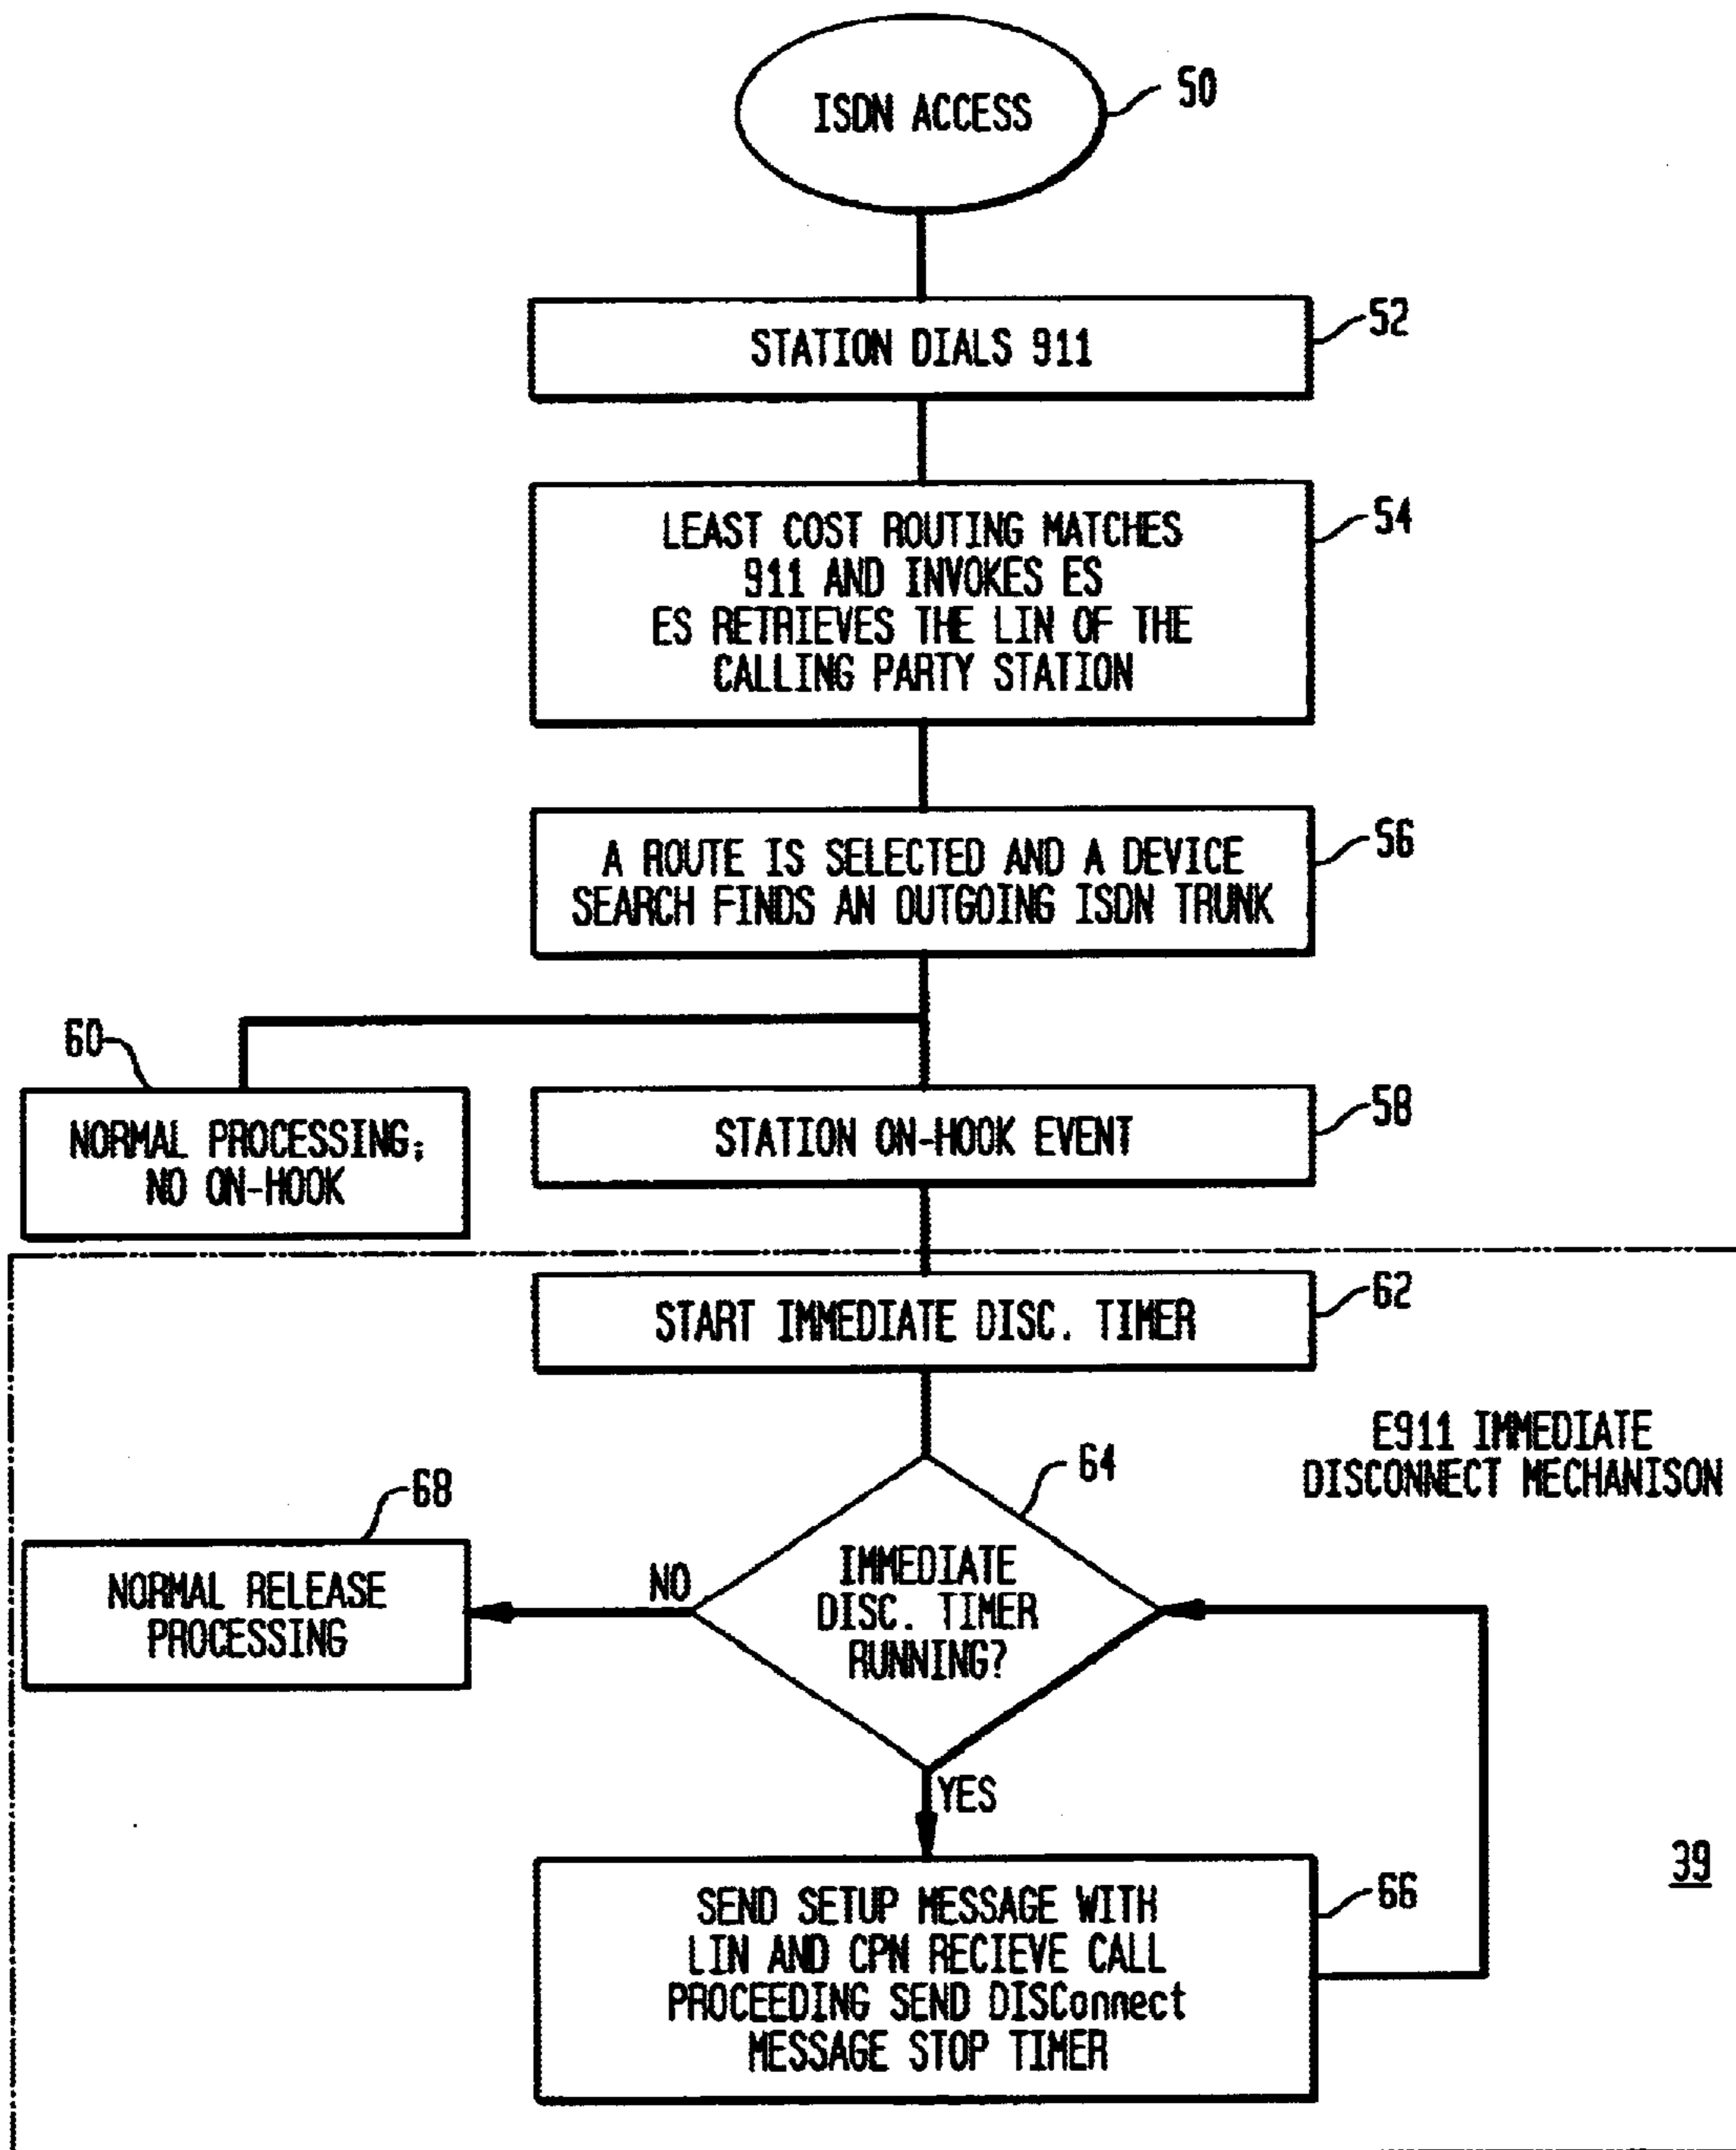 ISDN ACCESS
50
STATION DIALS 911
52
LEAST COST ROUTING MATCHES
911 AND INVOKES ES
ES RETRIEVES THE LIN OF THE
CALLING PARTY STATION
54
A ROUTE IS SELECTED AND A DEVICE
SEARCH FINDS AN OUTGOING ISDN TRUNK
56
60
NORMAL PROCESSING;
NO ON-HOOK
STATION ON-HOOK EVENT
58
START IMMEDIATE DISC. TIMER
62
E911 IMMEDIATE
DISCONNECT MECHANISON
64
IMMEDIATE
DISC. TIMER
RUNNING?
NO
68
NORMAL RELEASE
PROCESSING
YES
SEND SETUP MESSAGE WITH
LIN AND CPN RECIEVE CALL
PROCEEDING SEND DISConnect
MESSAGE STOP TIMER
66
39